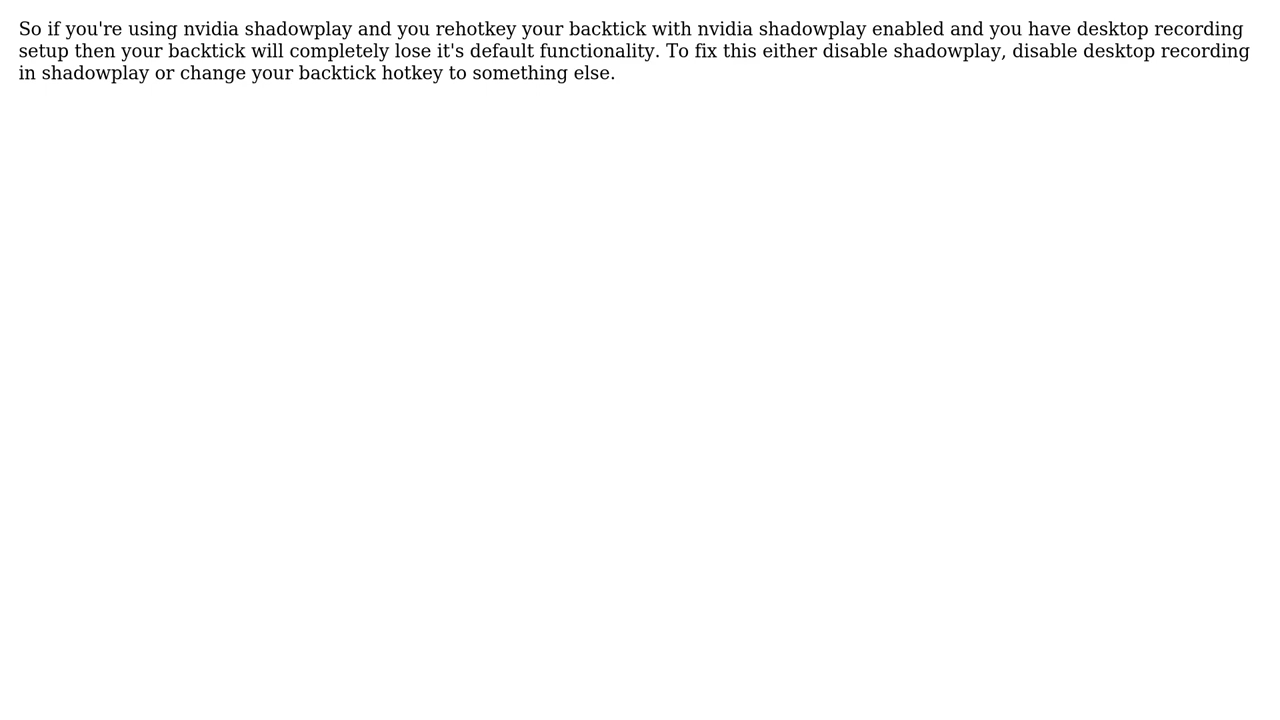 So if you're using nvidia shadowplay and you rehotkey your backtick with nvidia shadowplay enabled and you have desktop recording
setup then your backtick will completely lose it's default functionality. To fix this either disable shadowplay, disable desktop recording
in shadowplay or change your backtick hotkey to something else.